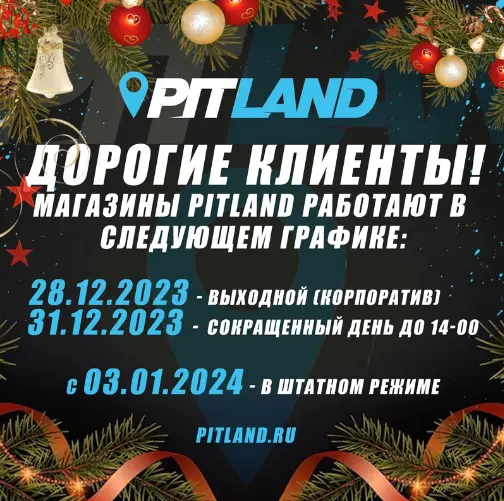 PITLAND
ДОРОГИЕ КЛИЕНТЫ!
МАГАЗИНЫ PITLAND РАБОТАЮТ В
СЛЕДУЮЩЕМ ГРАФИКЕ:
28.12.2023 - ВЫХОДНОЙ (КОРПОРАТИВ)
31.12.2023 - СОКРАЩЕННЫЙ ДЕНЬ ДО 14-00
С 03.01.2024 - В ШТАТНОМ РЕЖИМЕ
PITLAND.RU